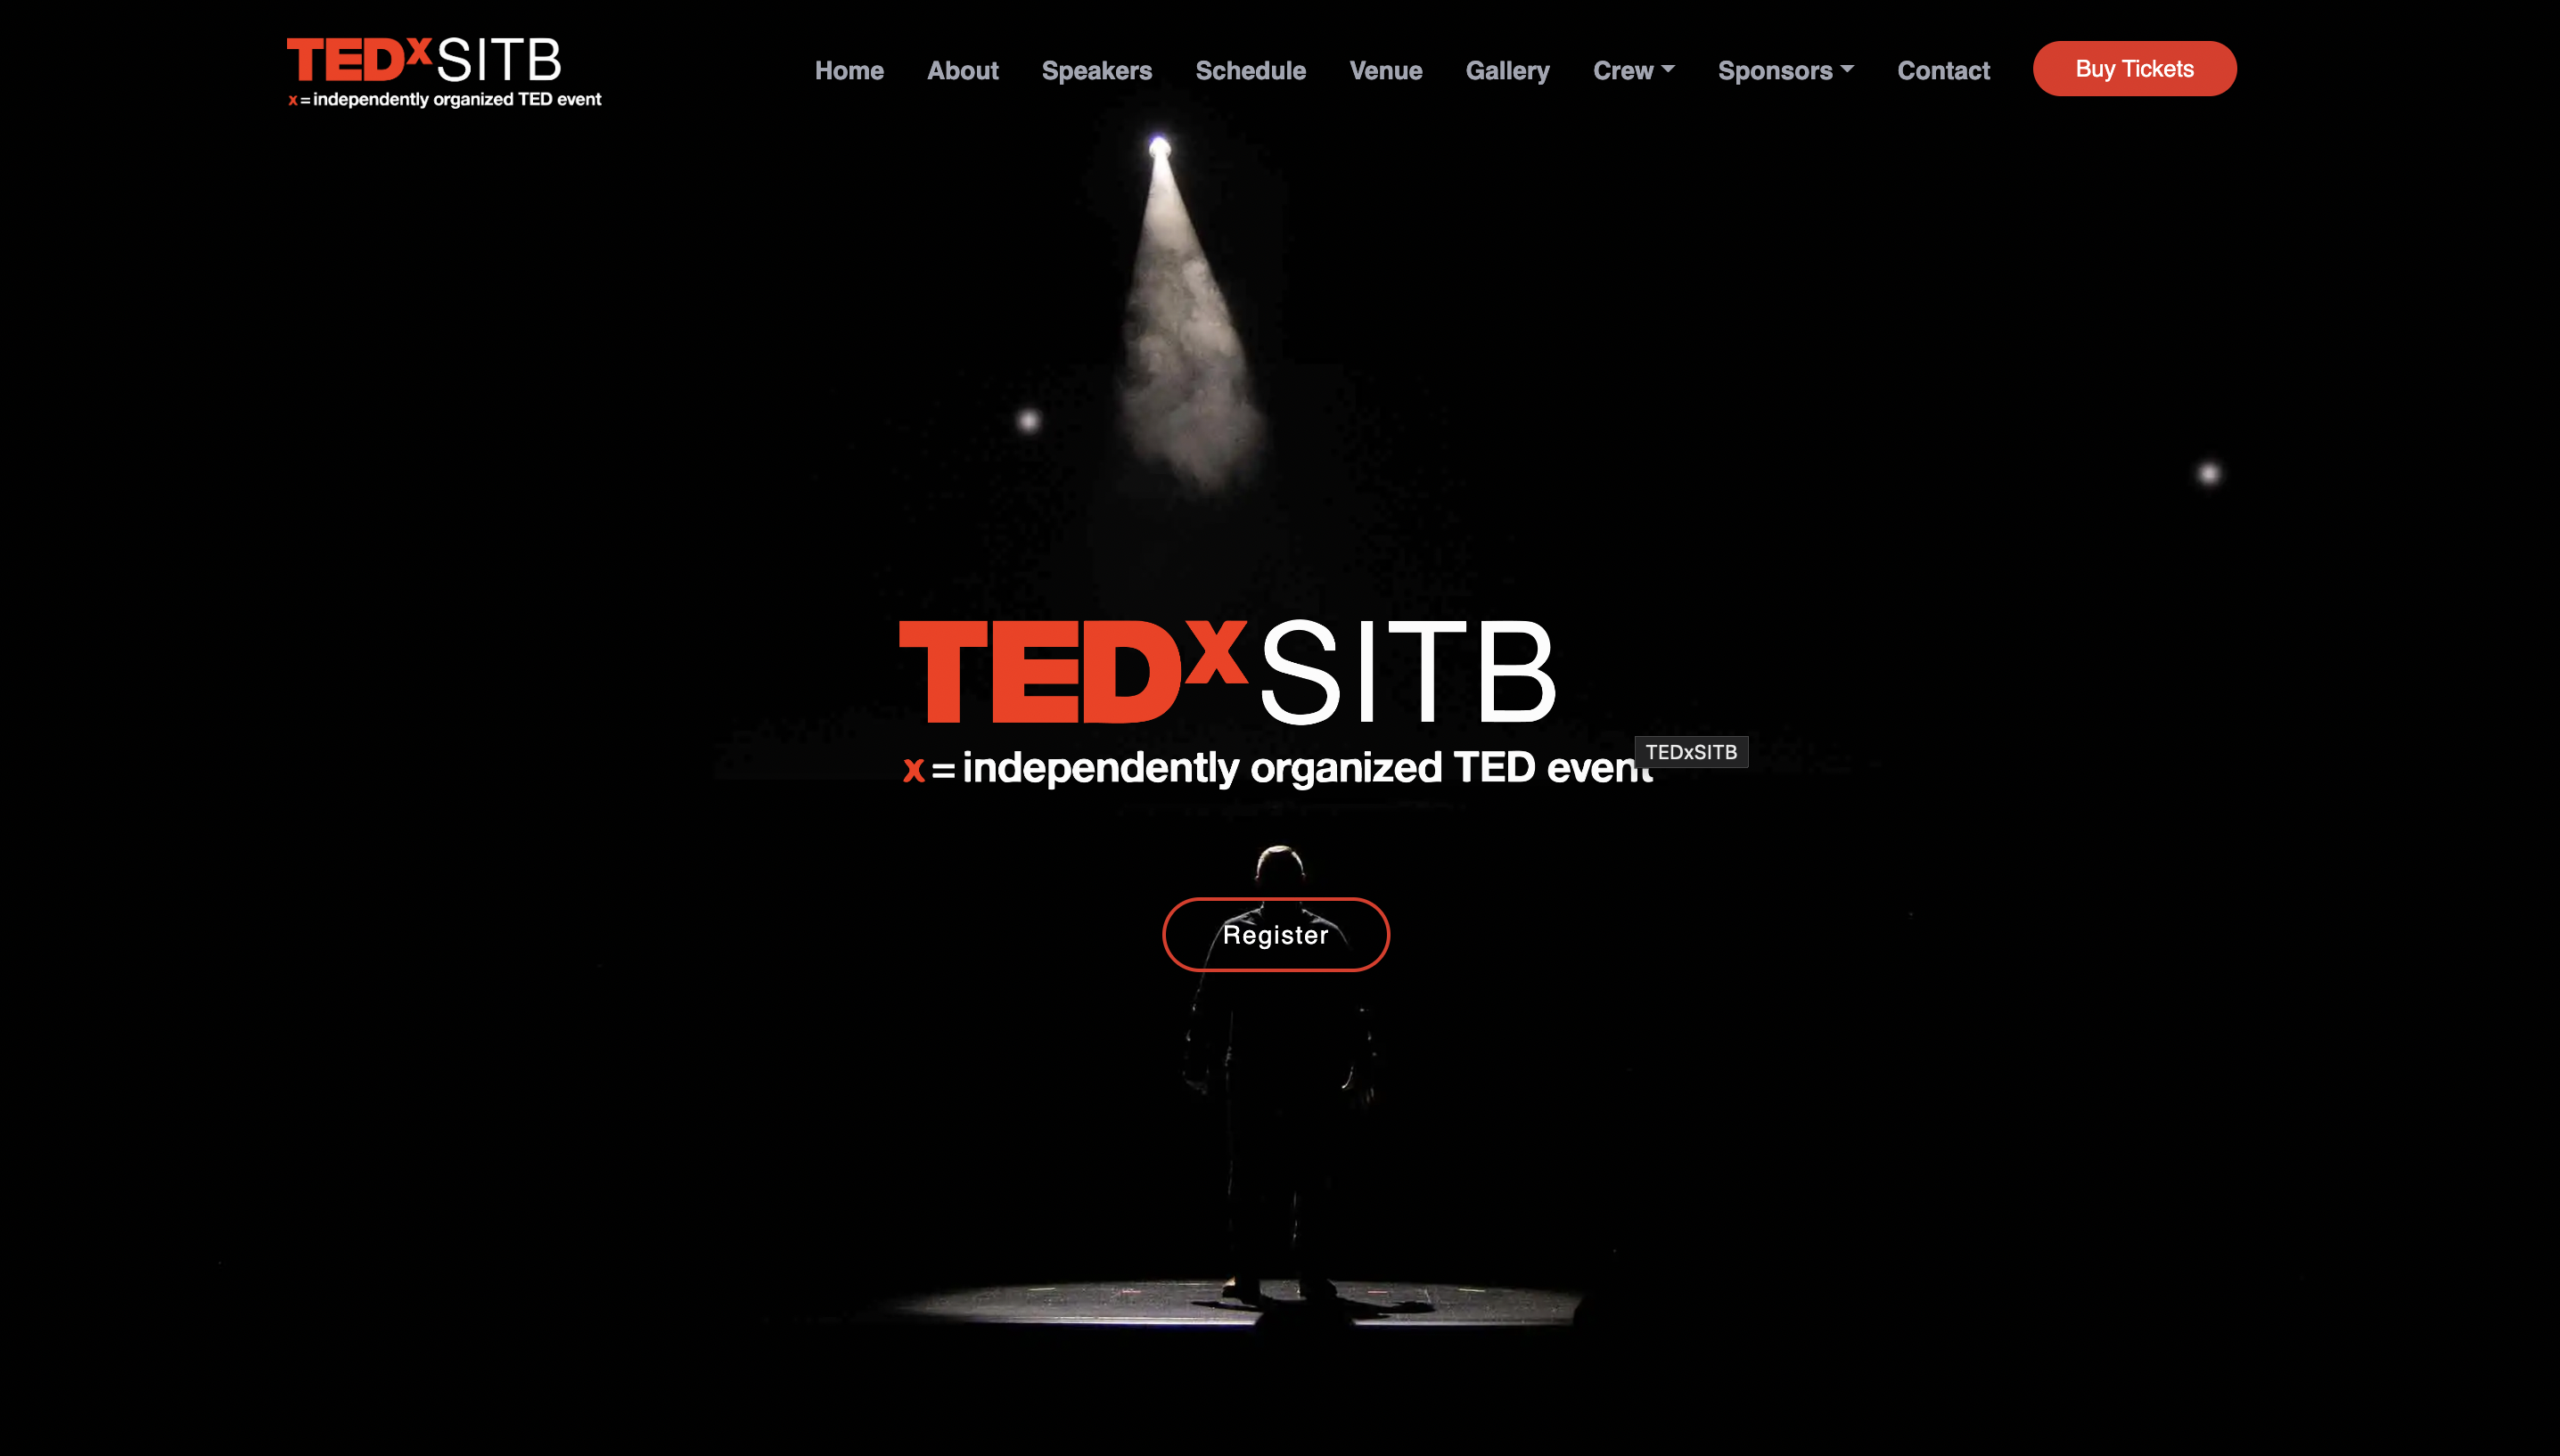 TEDxSITB
x = independently organized TED event
Home About Speakers Schedule Venue Gallery Crew Sponsors Contact Buy Tickets
TEDxSITB
x = independently organized TED event
TEDxSITB
Register